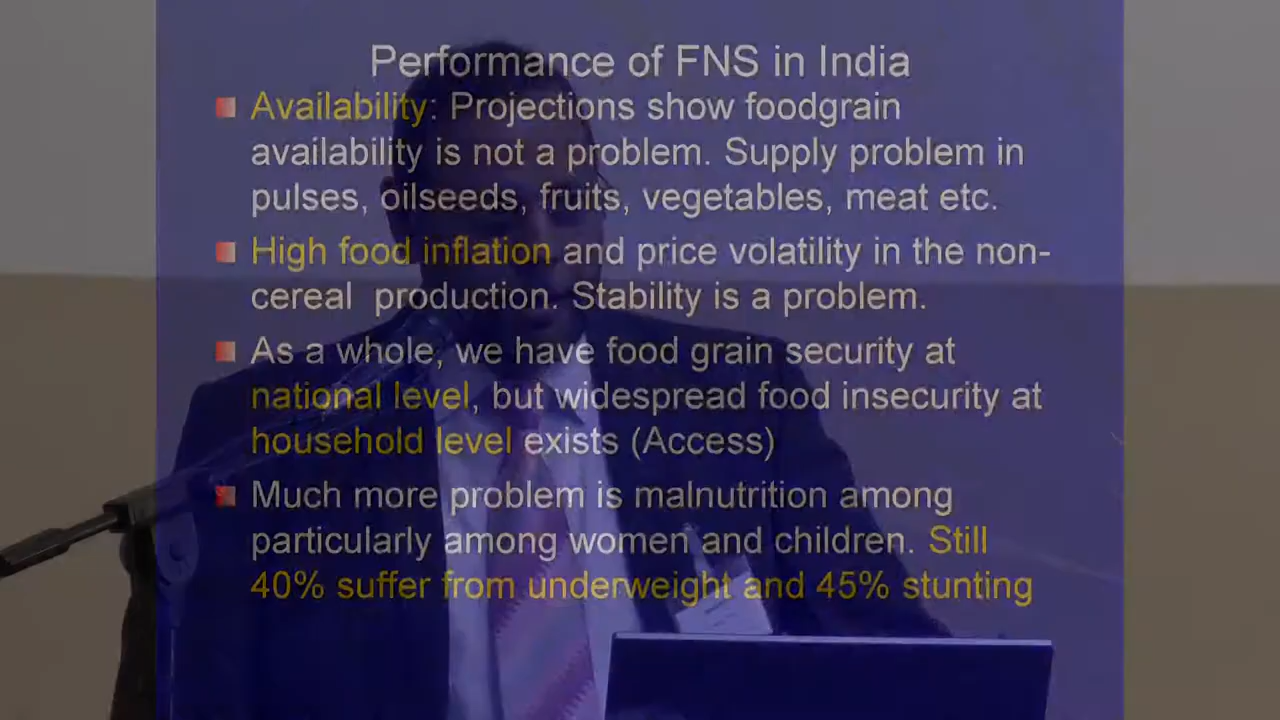 Performance of FNS in India
Availability: Projections show foodgrain
availability is not a problem. Supply problem in
pulses, oilseeds, fruits, vegetables, meat etc.
High food inflation and price volatility in the non-
cereal production. Stability is a problem.
As a whole, we have food grain security at
national level, but widespread food insecurity at
household level exists (Access)
Much more problem is malnutrition among
particularly among women and children. Still
40% suffer from underweight and 45% stunting